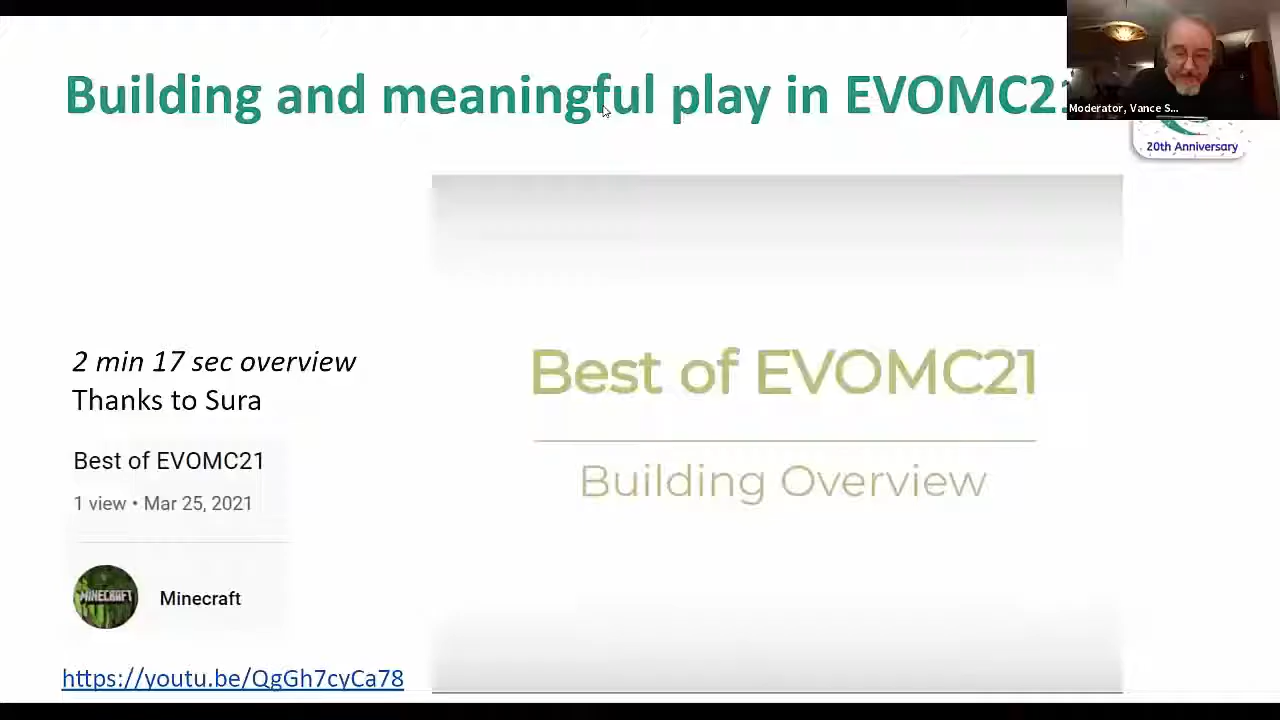 Building and meaningful play in EVOMC21
Moderator, Vance S...
20th Anniversary
Best of EVOMC21
Building Overview
2 min 17 sec overview
Thanks to Sura
Best of EVOMC21
1 view • Mar 25, 2021
MINECRAFT
Minecraft
https://youtu.be/QgGh7cyCa78